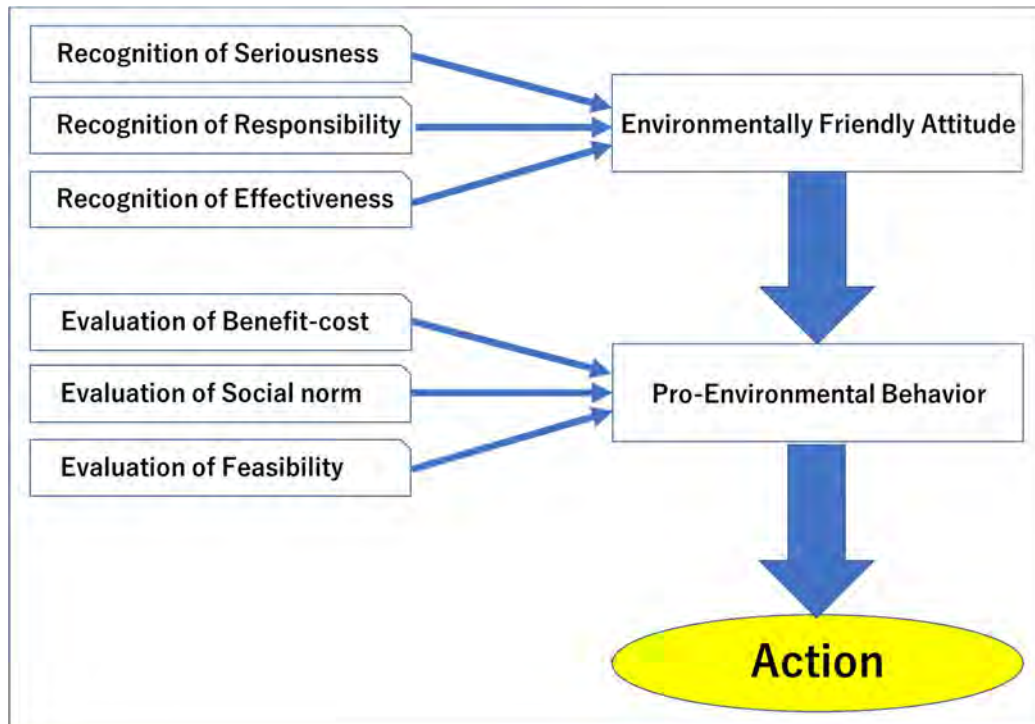 Recognition of Seriousness
Recognition of Responsibility
Recognition of Effectiveness
Environmentally Friendly Attitude
Evaluation of Benefit-cost
Evaluation of Social norm
Evaluation of Feasibility
Pro-Environmental Behavior
Action